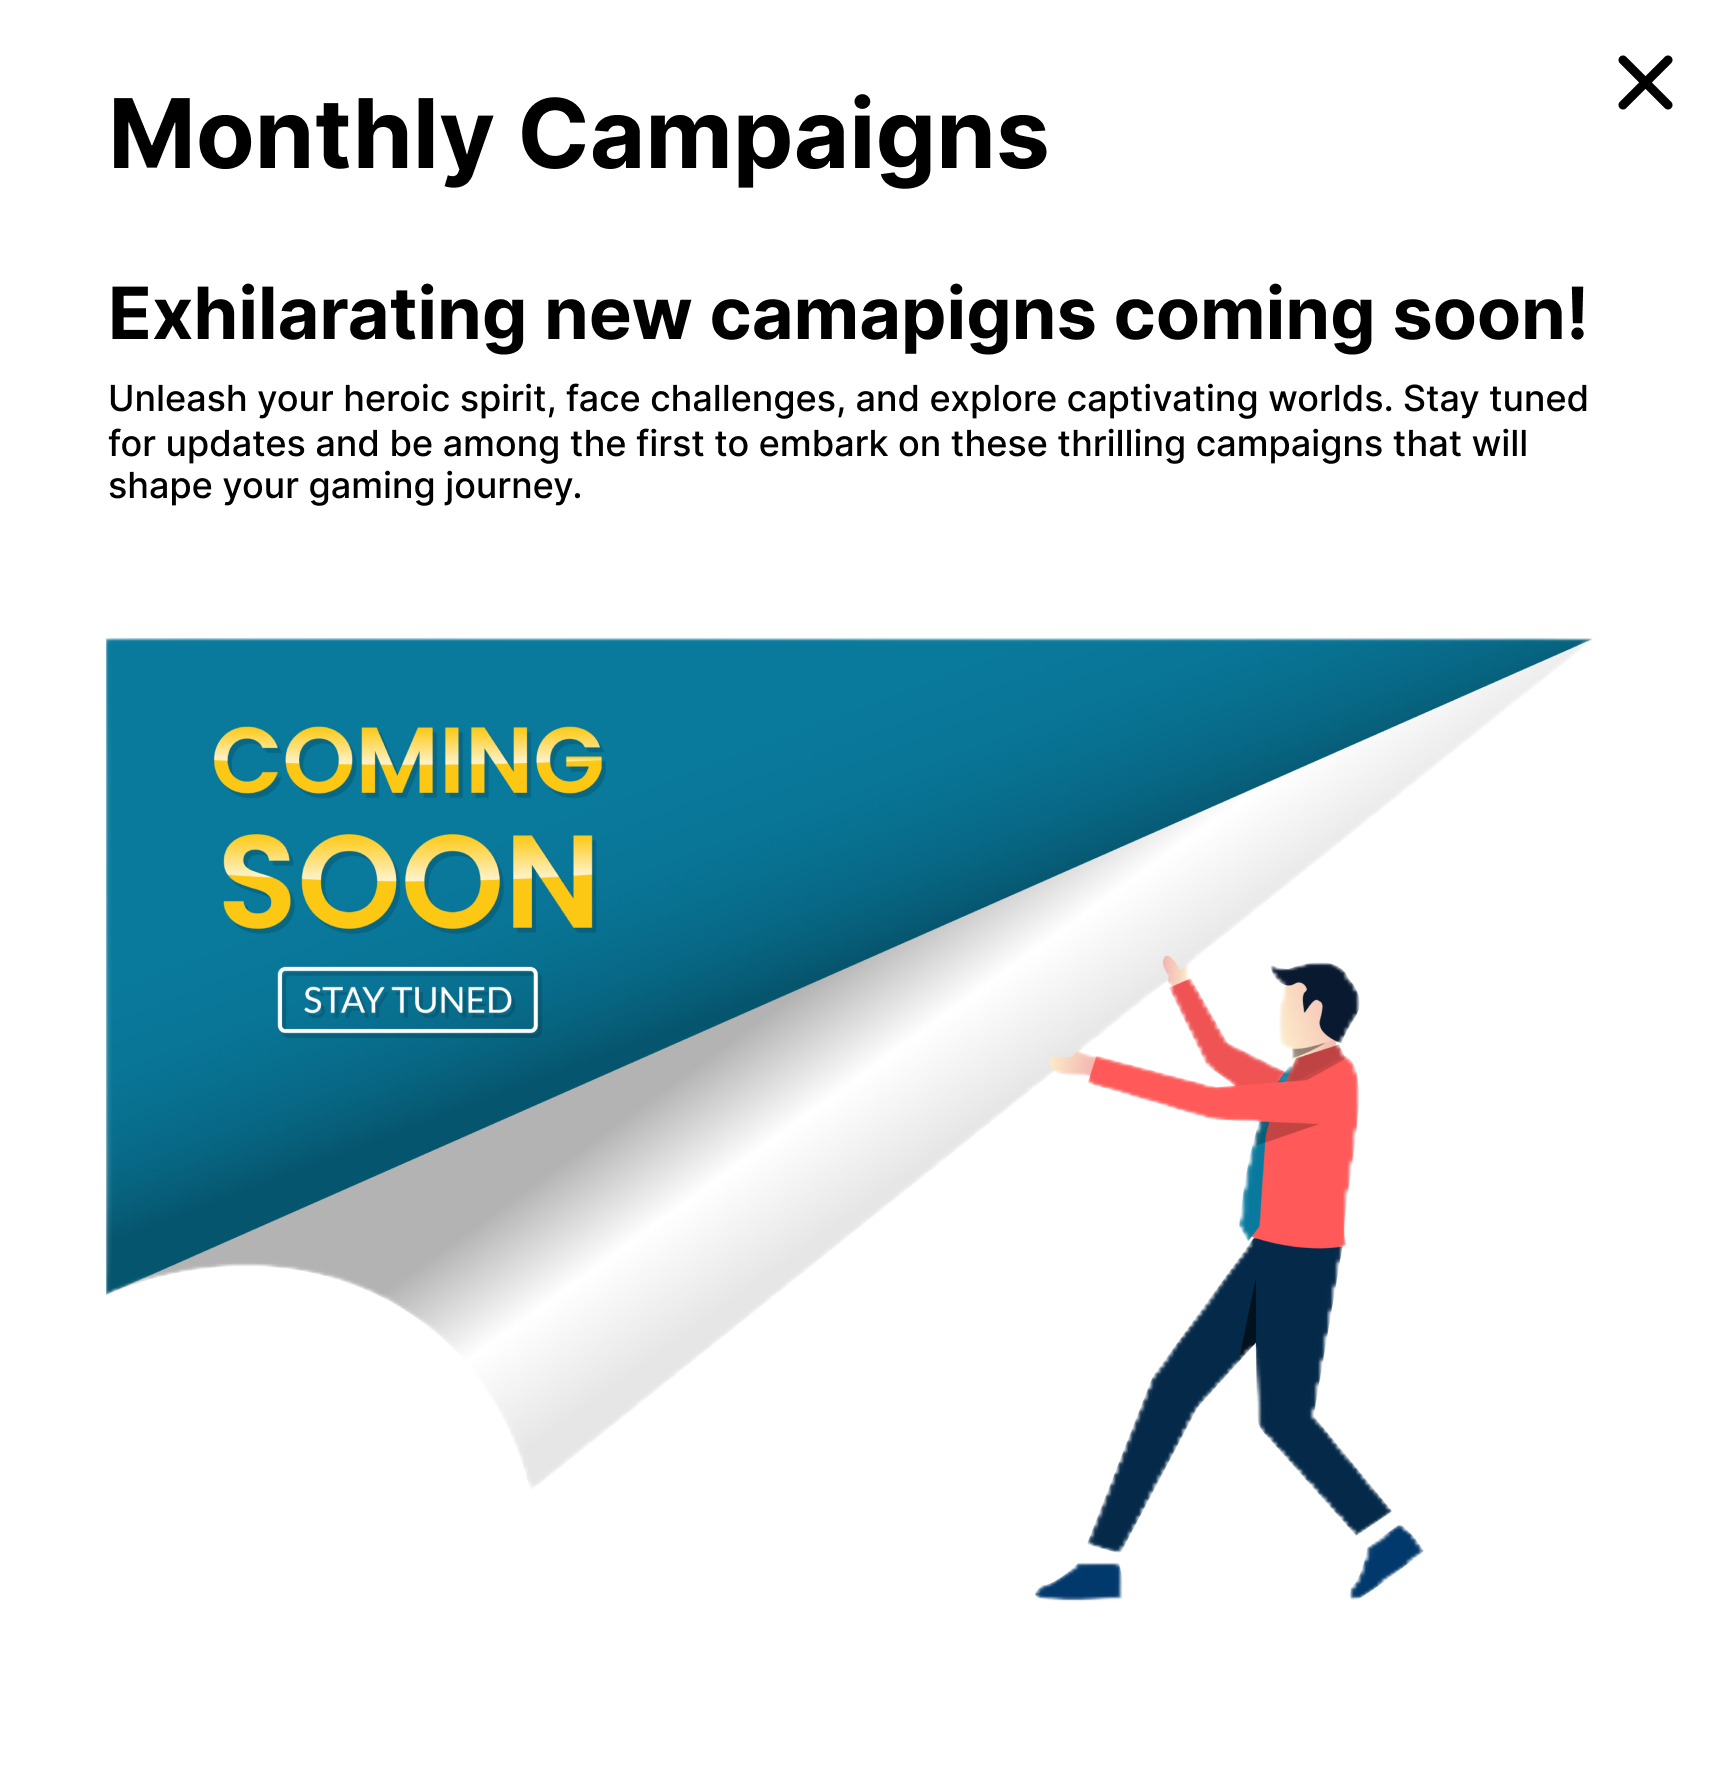 Monthly Campaigns
Exhilarating new camapigns coming soon!
Unleash your heroic spirit, face challenges, and explore captivating worlds. Stay tuned
for updates and be among the first to embark on these thrilling campaigns that will
shape your gaming journey.
COMING
SOON
STAY TUNED